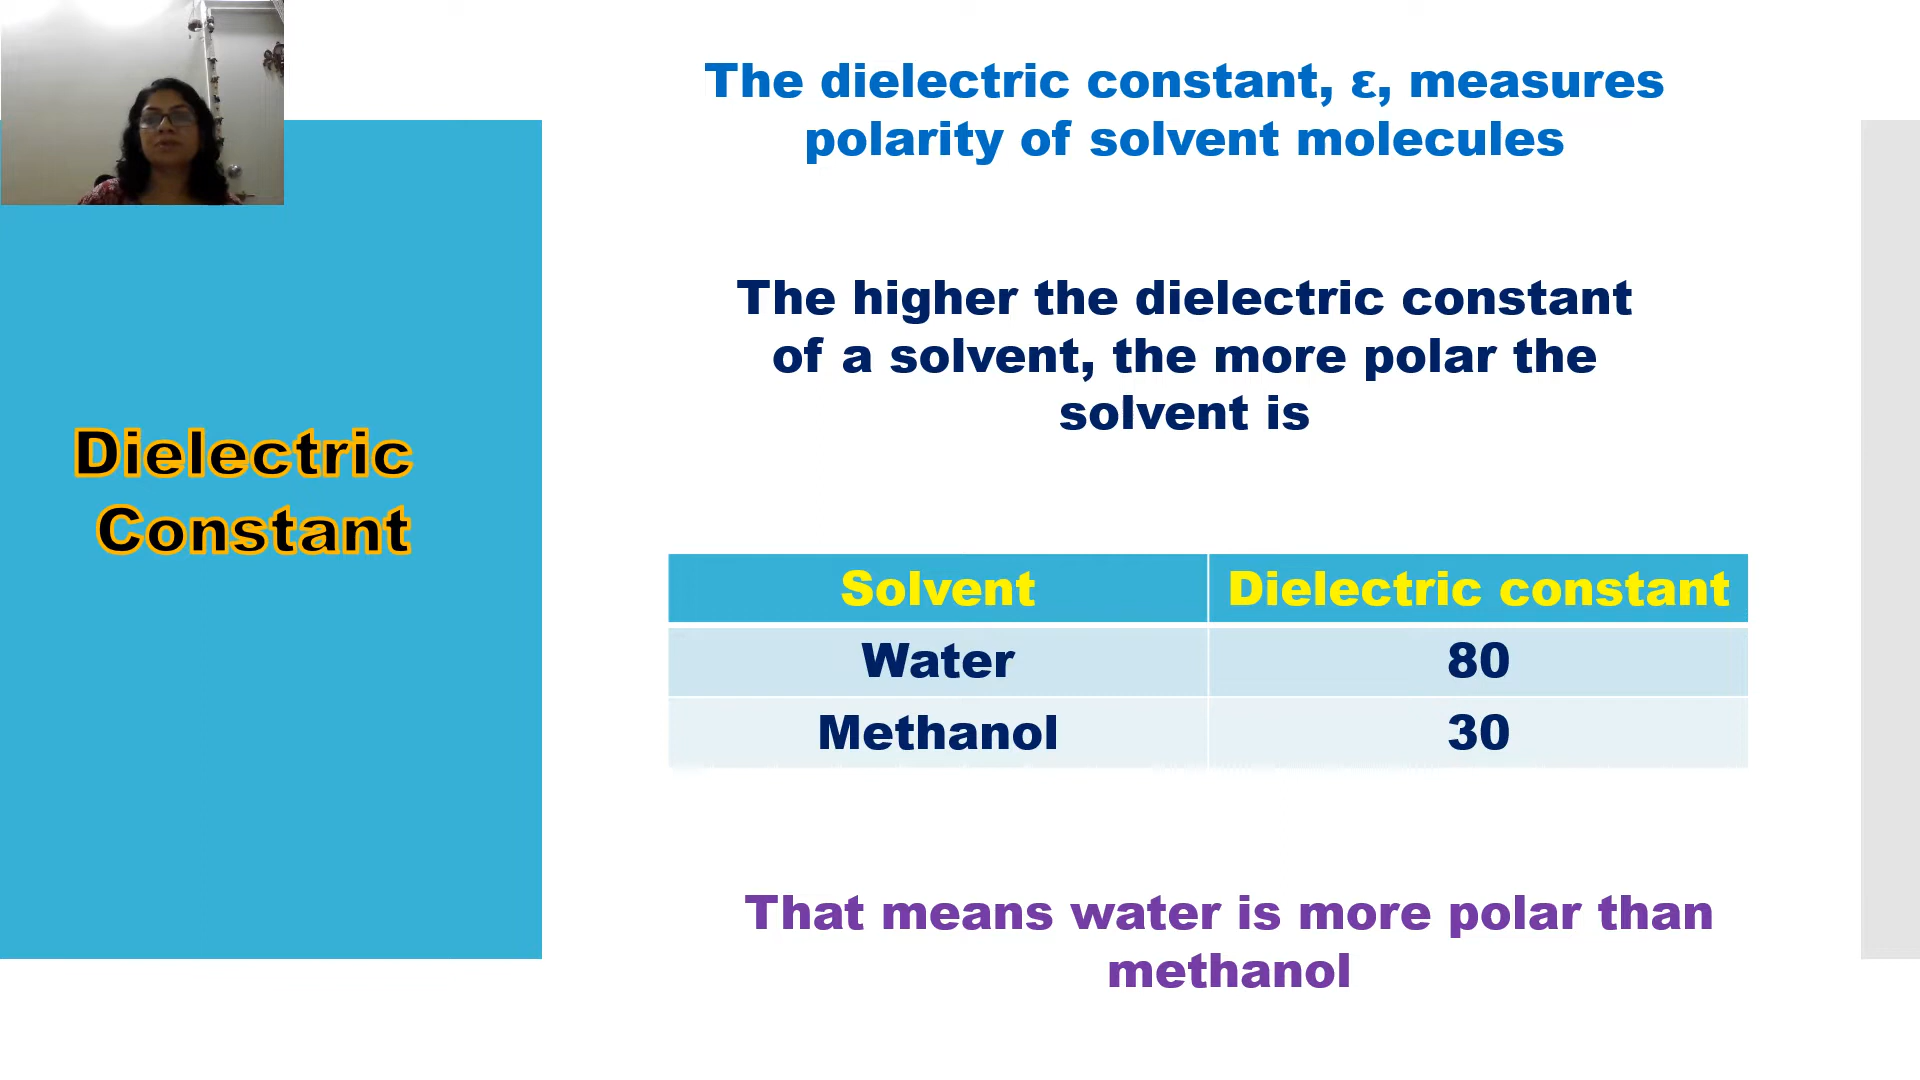 Dielectric
Constant
The dielectric constant, ε, measures
polarity of solvent molecules
The higher the dielectric constant
of a solvent, the more polar the
solvent is
Solvent Dielectric constant
Water 80
Methanol 30
That means water is more polar than
methanol